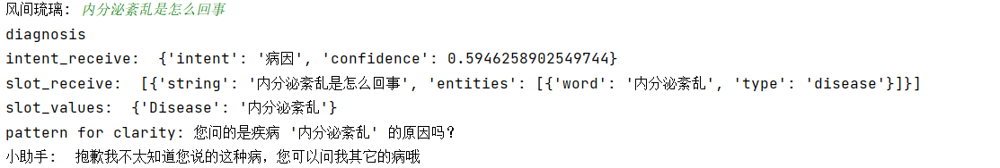 风间琉璃: 内分泌紊乱是怎么回事
diagnosis
intent_receive:  {'intent': '病因', 'confidence': 0.5946258902549744}
slot_receive:  [{'string': '内分泌紊乱是怎么回事', 'entities': [{'word': '内分泌紊乱', 'type': 'disease'}]}]
slot_values:  {'Disease': '内分泌紊乱'}
pattern for clarity: 您问的是疾病 '内分泌紊乱' 的原因吗？
小助手:  抱歉我不太知道您说的这种病，您可以问我其它的病哦